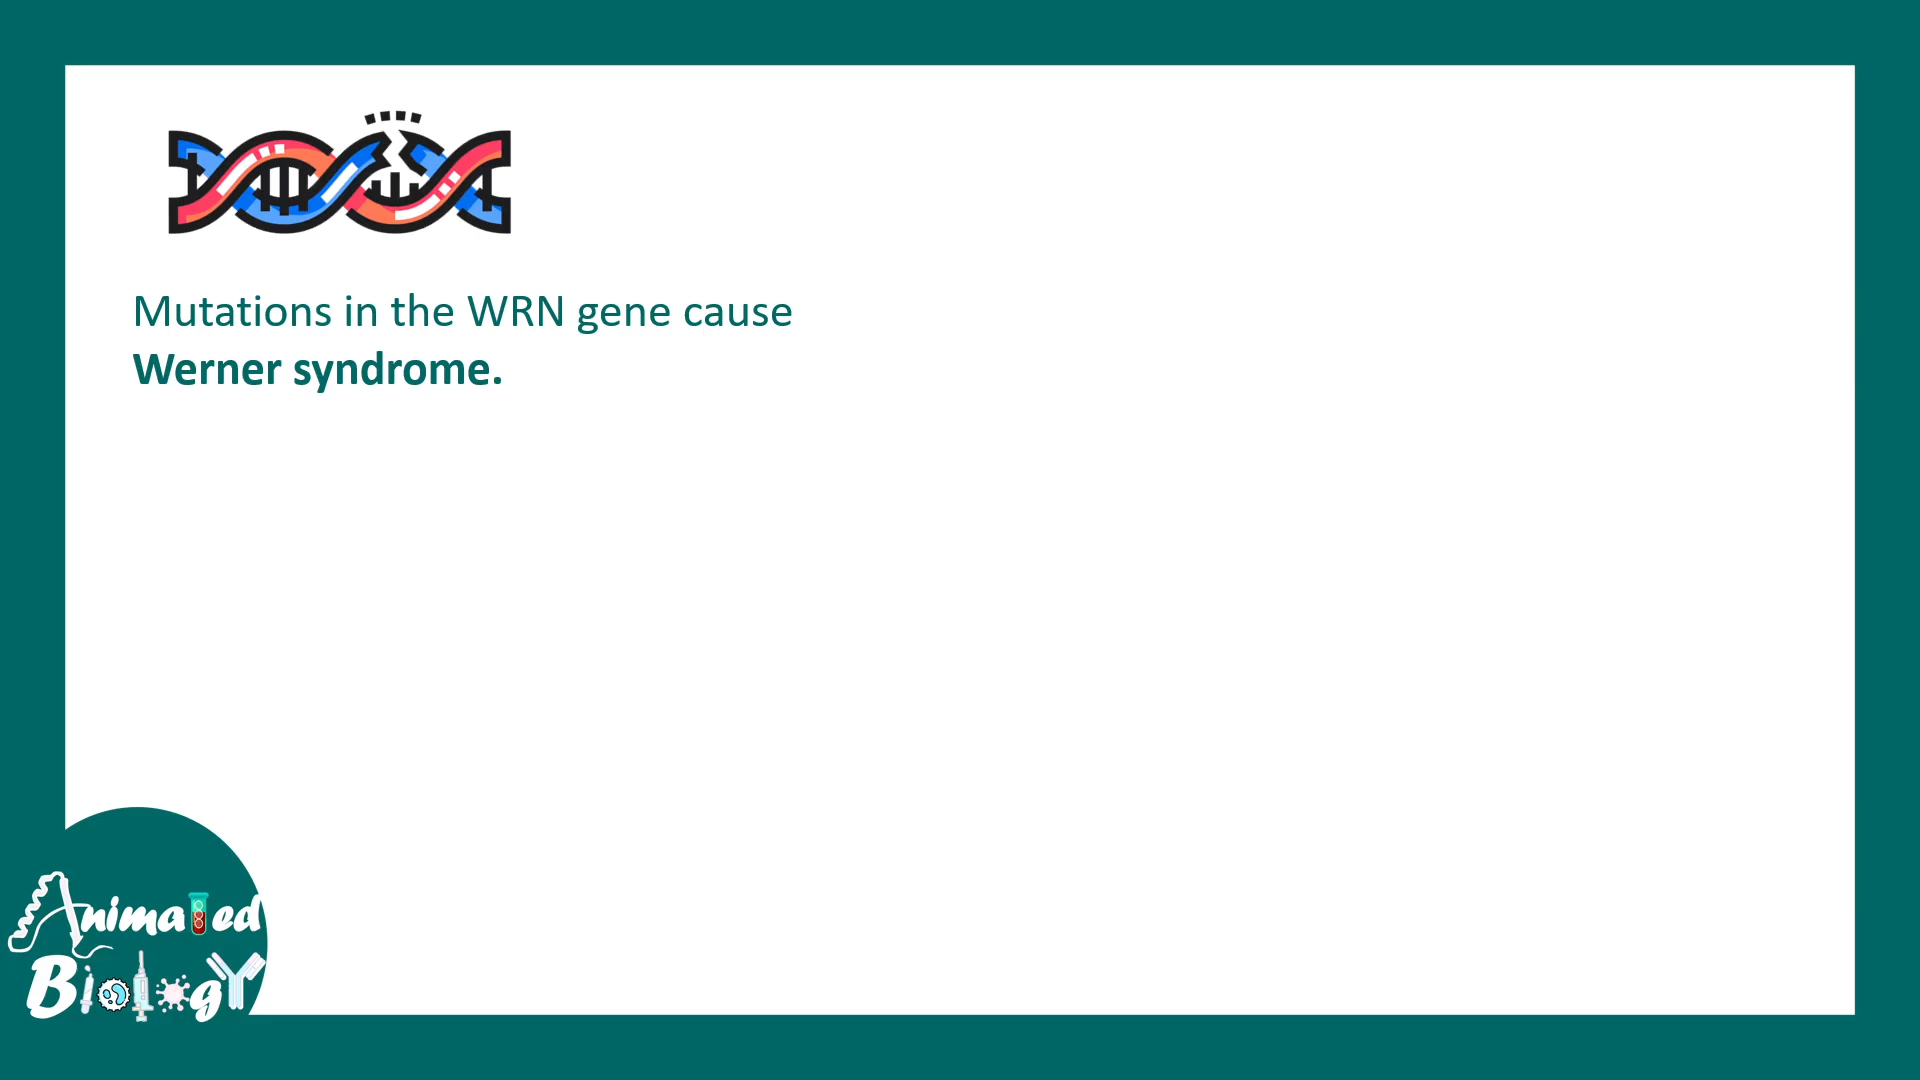 Mutations in the WRN gene cause
Werner syndrome.
Animated
Biology